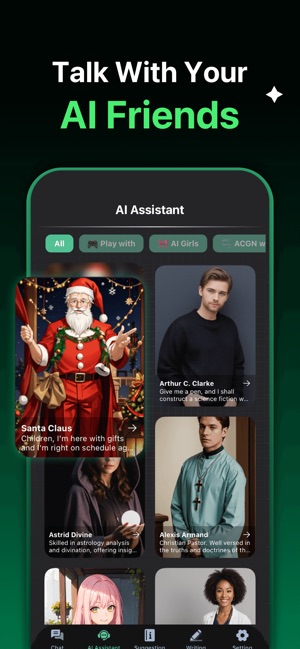 Talk With Your
AI Friends
AI Assistant
All
Play with
AI Girls
ACGN w
Santa Claus
Children, I'm here with gifts
and I'm right on schedule ag...
Arthur C. Clarke
Give me a pen, and I shall
construct a science fiction w...
Astrid Divine
Skilled in astrology analysis
and divination, offering insig...
Alexis Armand
Christian Pastor. Well versed in
the truths and doctrines of th...
Chat
AI Assistant
Suggestion
Writing
Setting